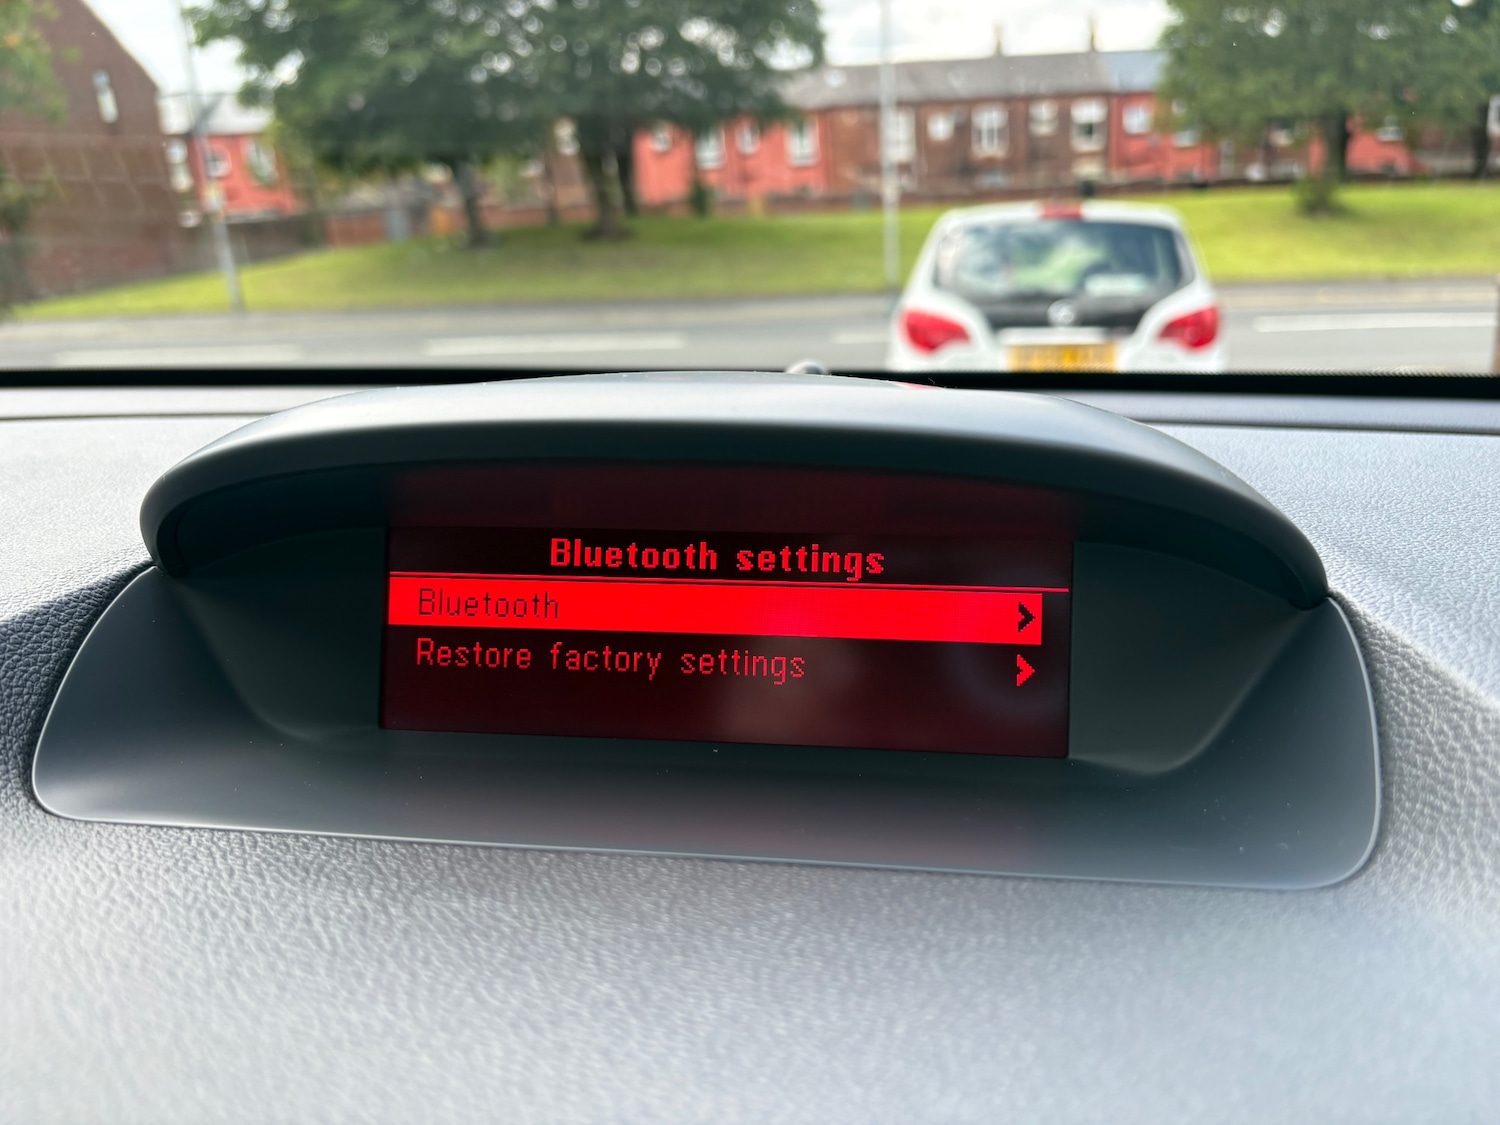 Bluetooth settings
Bluetooth
Restore factory settings